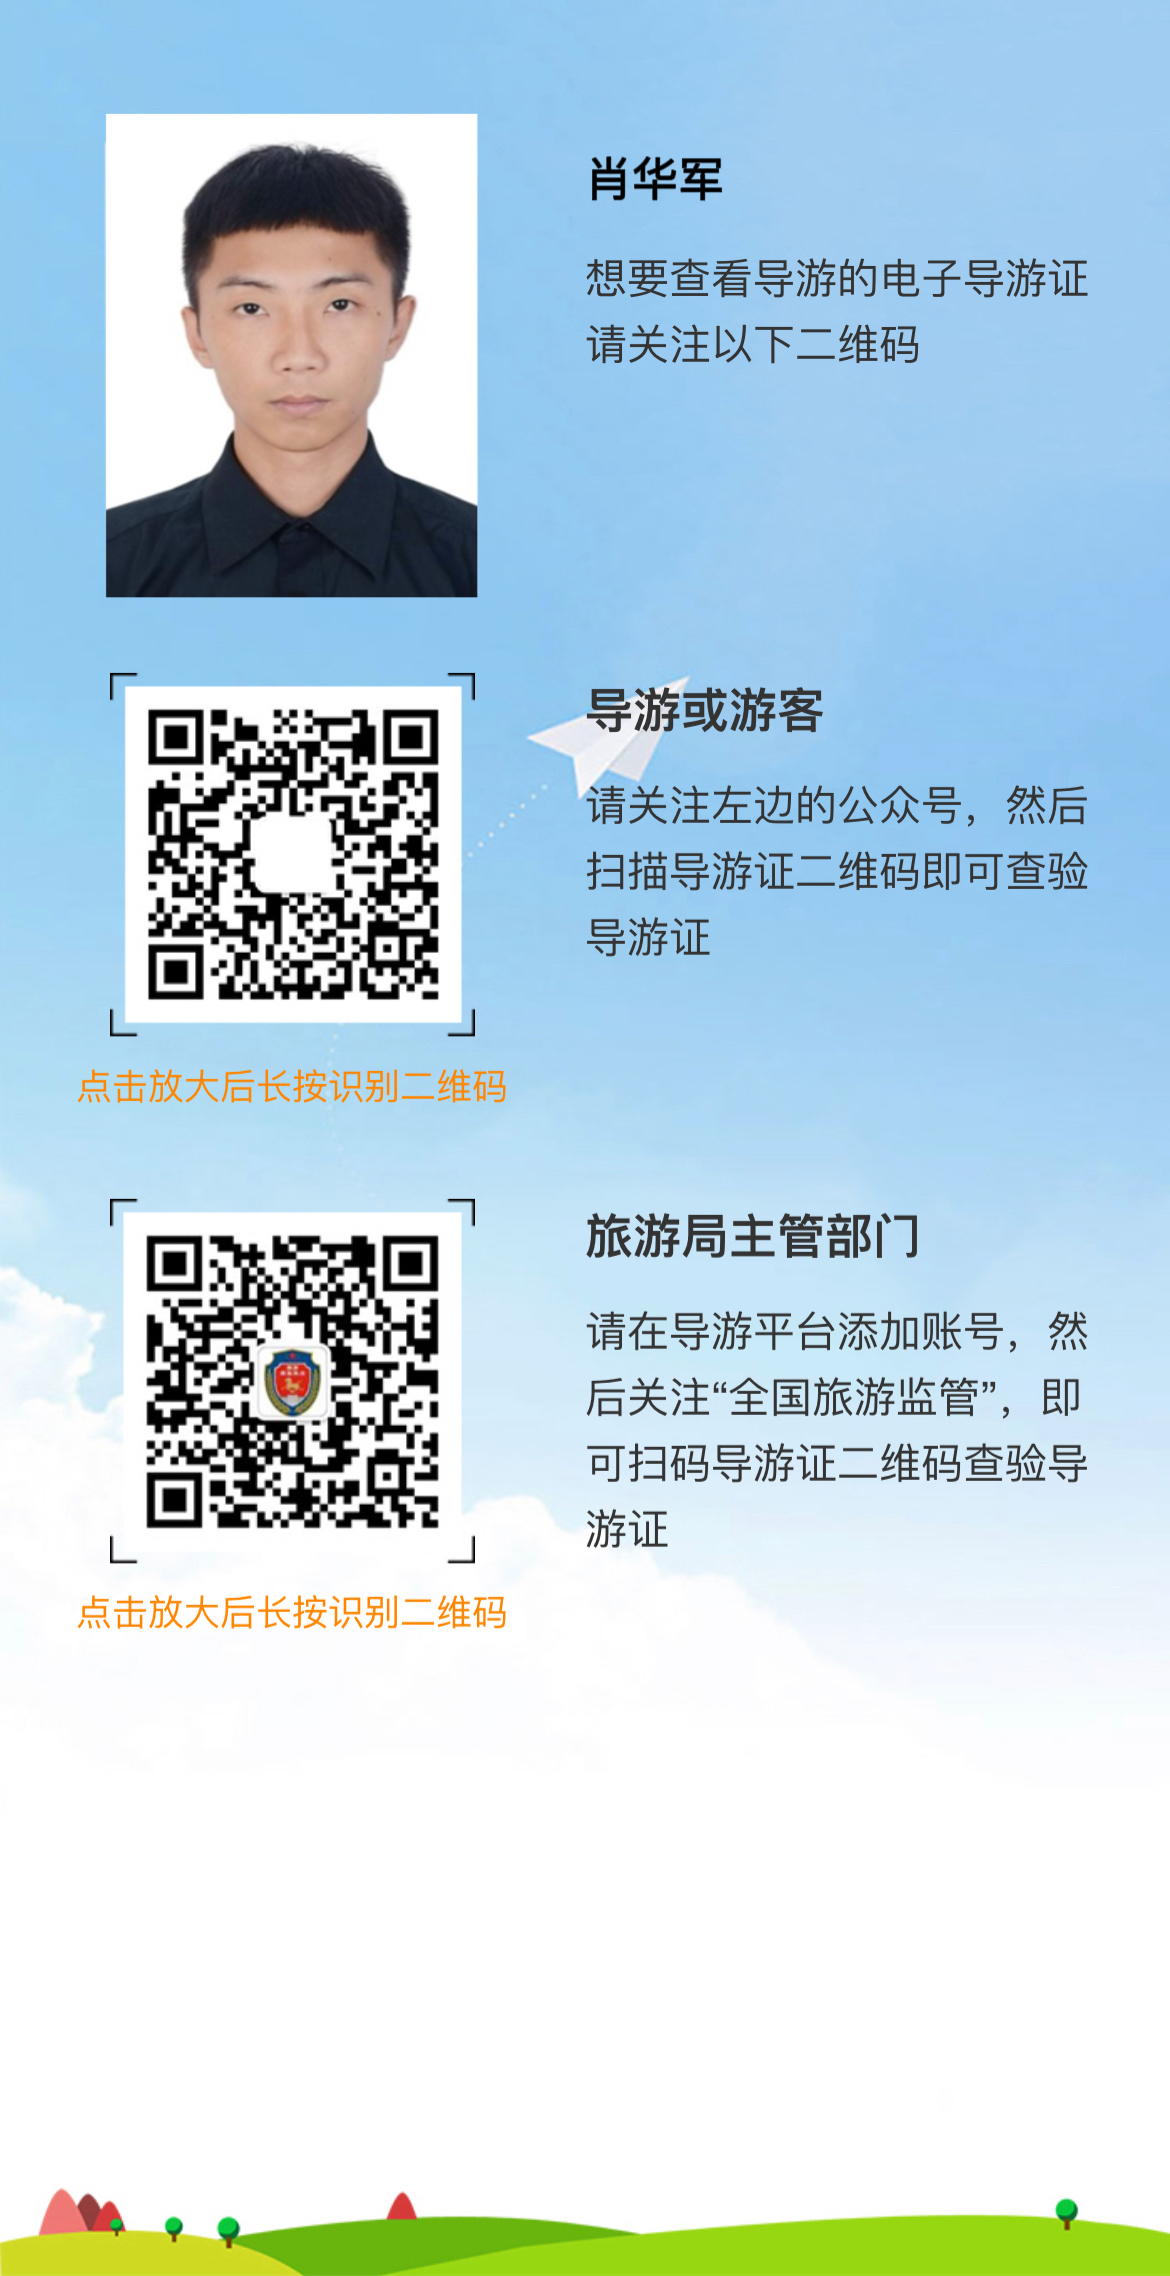 肖华军
想要查看导游的电子导游证
请关注以下二维码
导游或游客
请关注左边的公众号，然后
扫描导游证二维码即可查验
导游证
点击放大后长按识别二维码
旅游局主管部门
请在导游平台添加账号，然
后关注“全国旅游监管”，即
可扫码导游证二维码查验导
游证
点击放大后长按识别二维码